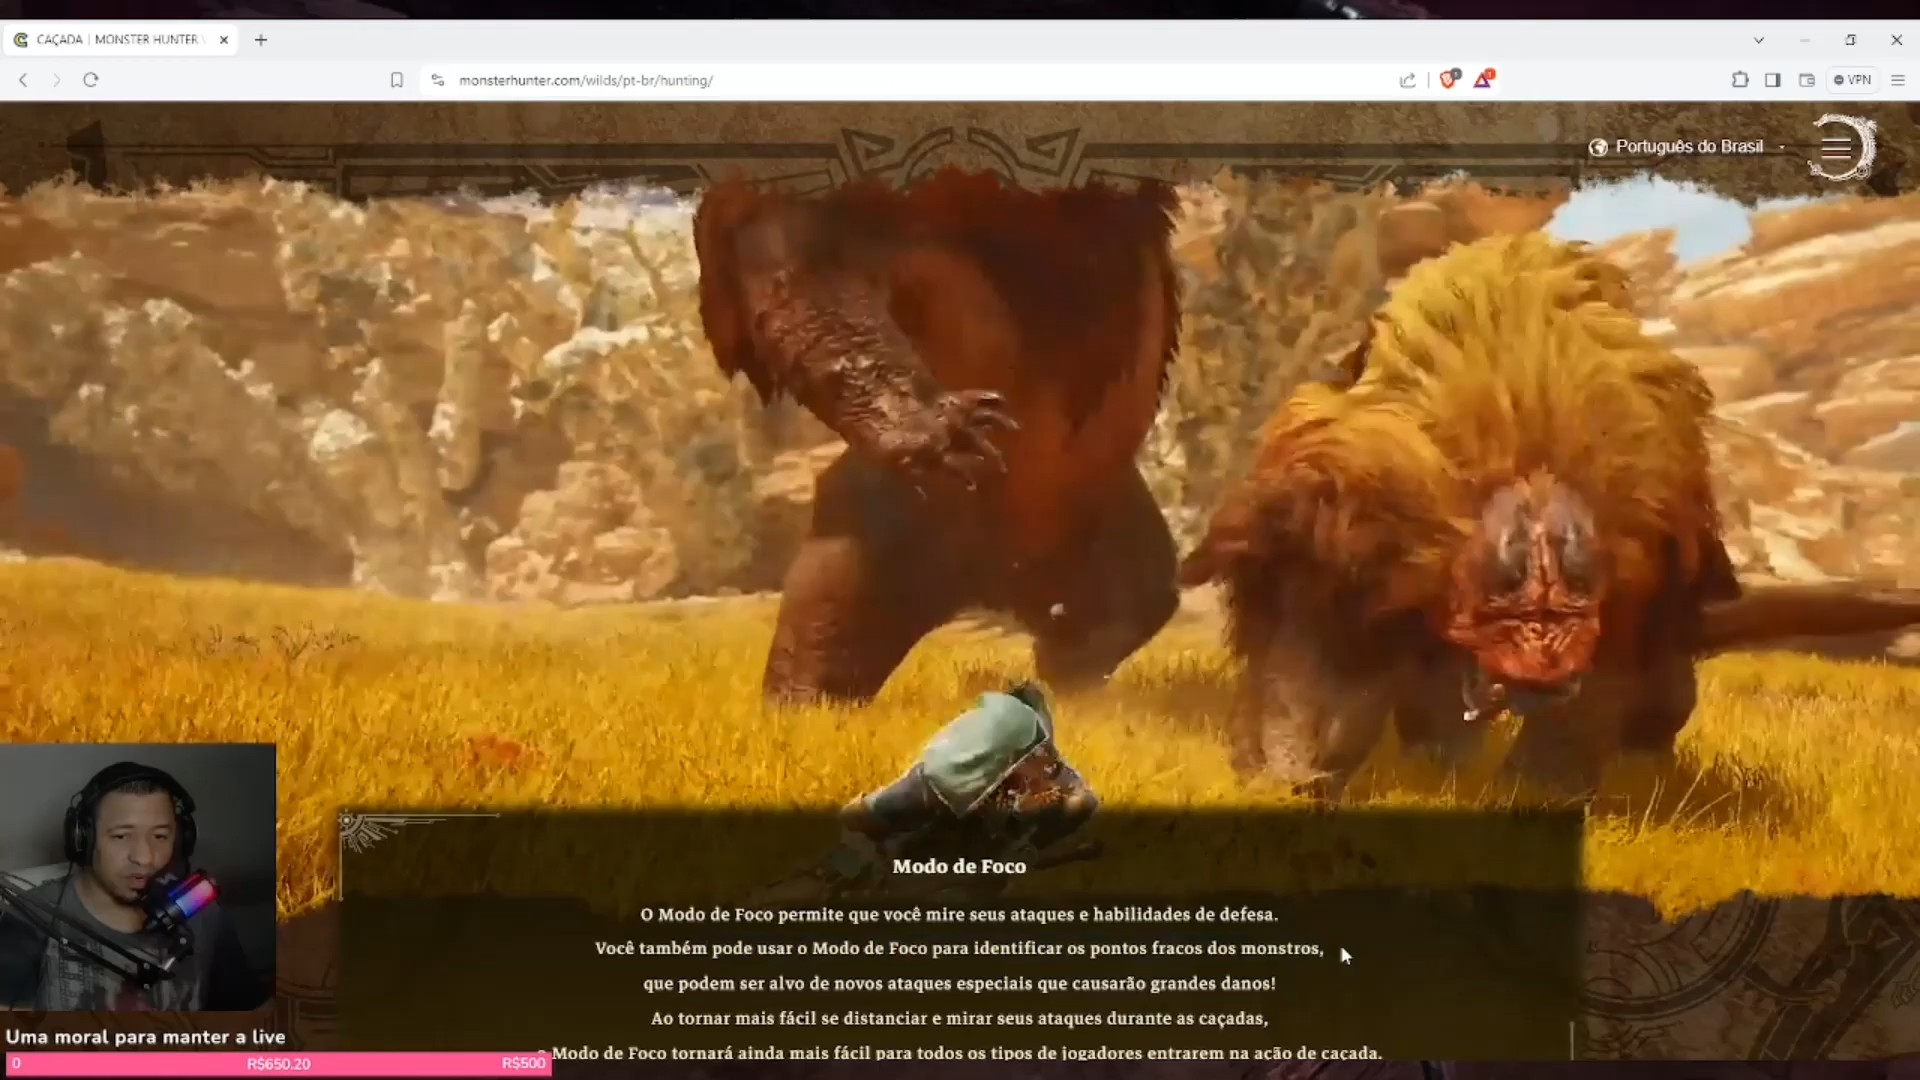 CAÇADA | MONSTER HUNTER
monsterhunter.com/wilds/pt-br/hunting/
VPN
Português do Brasil
Modo de Foco
O Modo de Foco permite que você mire seus ataques e habilidades de defesa.
Você também pode usar o Modo de Foco para identificar os pontos fracos dos monstros,
que podem ser alvo de novos ataques especiais que causarão grandes danos!
Ao tornar mais fácil se distanciar e mirar seus ataques durante as caçadas,
o Modo de Foco tornará ainda mais fácil para todos os tipos de jogadores entrarem na ação de caçada.
Uma moral para manter a live
0 R$650.20 R$500